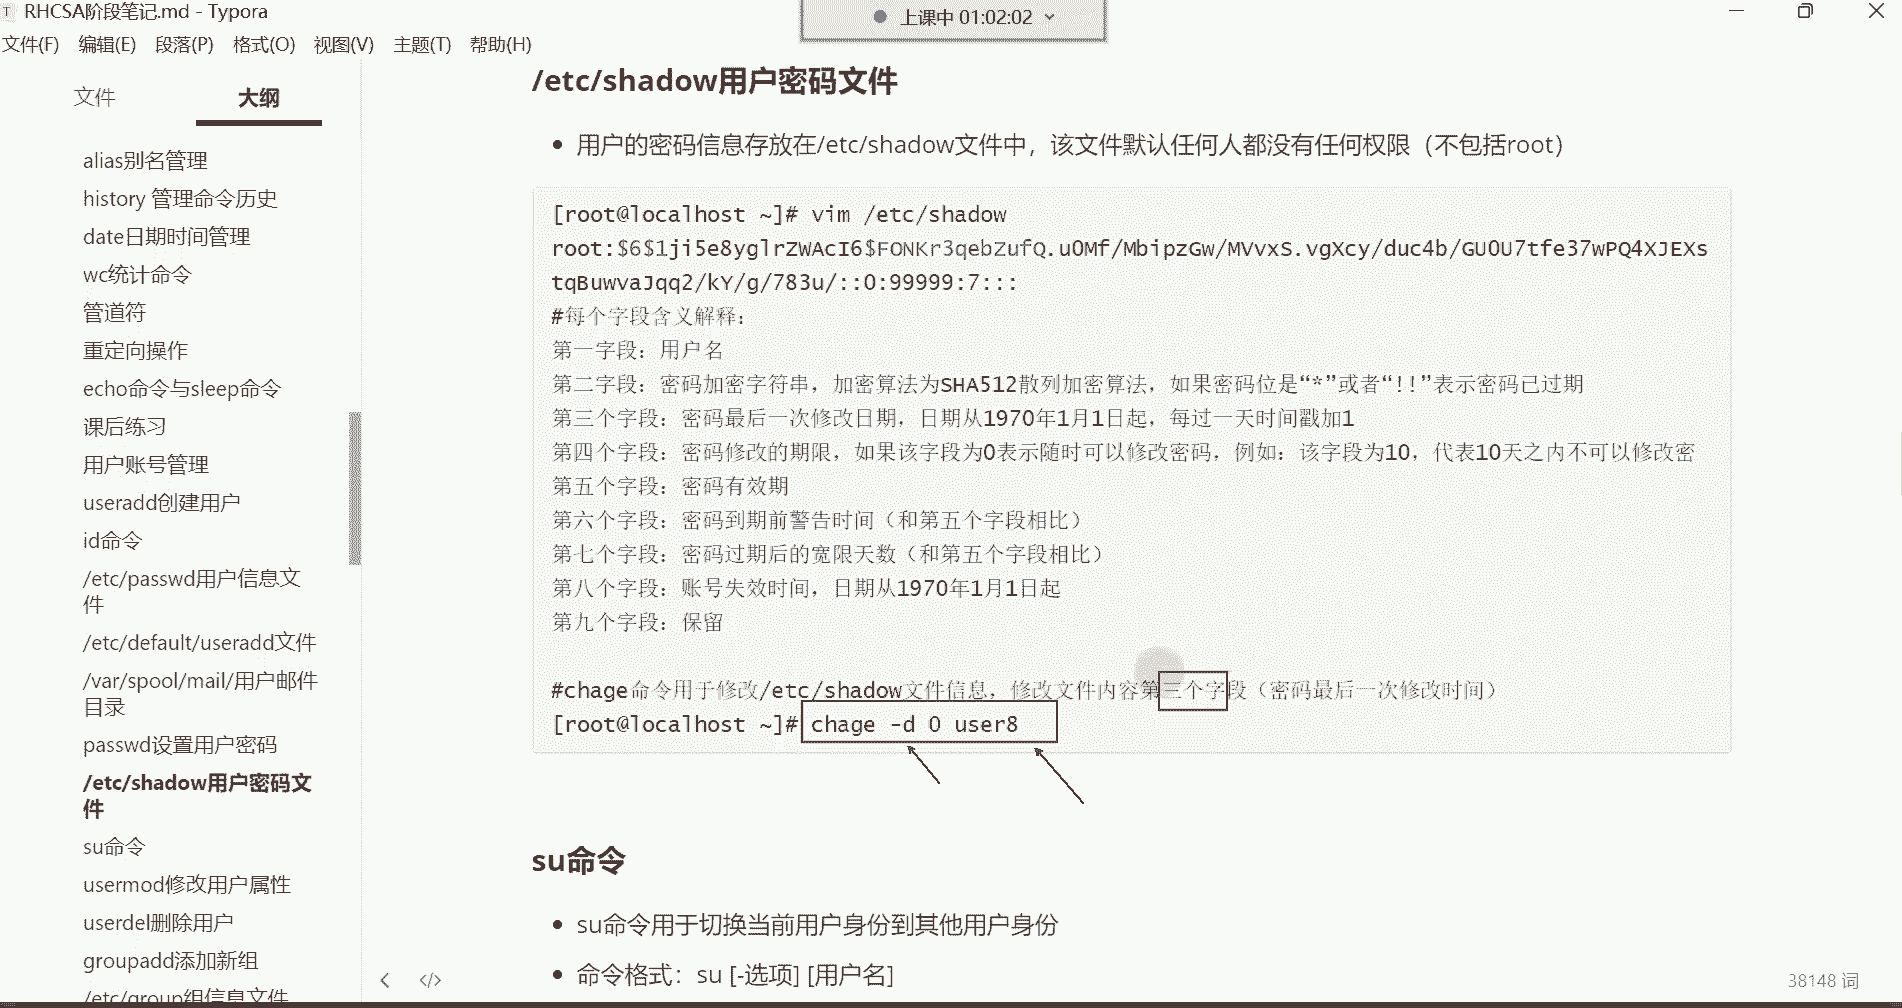 RHCSA阶段笔记.md - Typora
上课中 01:02:02
文件(F) 编辑(E) 段落(P) 格式(O) 视图(V) 主题(T) 帮助(H)
文件 大纲
alias别名管理
history 管理命令历史
date日期时间管理
wc统计命令
管道符
重定向操作
echo命令与sleep命令
课后练习
用户账号管理
useradd创建用户
id命令
/etc/passwd用户信息文
件
/etc/default/useradd文件
/var/spool/mail/用户邮件
目录
passwd设置用户密码
/etc/shadow用户密码文
件
su命令
usermod修改用户属性
userdel删除用户
groupadd添加新组
/etc/group组信息文件
/etc/shadow用户密码文件
用户的密码信息存放在/etc/shadow文件中，该文件默认任何人都没有任何权限（不包括root）
[root@localhost ~]# vim /etc/shadow
root:$6$1ji5e8yglrZWAcI6$FONKr3qebZufQ.u0Mf/MbipzGw/MVvxS.vgXcy/duc4b/GU0U7tfe37wPQ4XJEXs
tqBuwvaJqq2/kY/g/783u/::0:99999:7:::
#每个字段含义解释：
第一字段：用户名
第二字段：密码加密字符串，加密算法为SHA512散列加密算法，如果密码位是“*”或者“!!”表示密码已过期
第三个字段：密码最后一次修改日期，日期从1970年1月1日起，每过一天时间戳加1
第四个字段：密码修改的期限，如果该字段为0表示随时可以修改密码，例如：该字段为10，代表10天之内不可以修改密
第五个字段：密码有效期
第六个字段：密码到期前警告时间（和第五个字段相比）
第七个字段：密码过期后的宽限天数（和第五个字段相比）
第八个字段：账号失效时间，日期从1970年1月1日起
第九个字段：保留
#chage命令用于修改/etc/shadow文件信息，修改文件内容第三个字段（密码最后一次修改时间）
[root@localhost ~]# chage -d 0 user8
su命令
su命令用于切换当前用户身份到其他用户身份
命令格式：su [-选项] [用户名]
38148 词